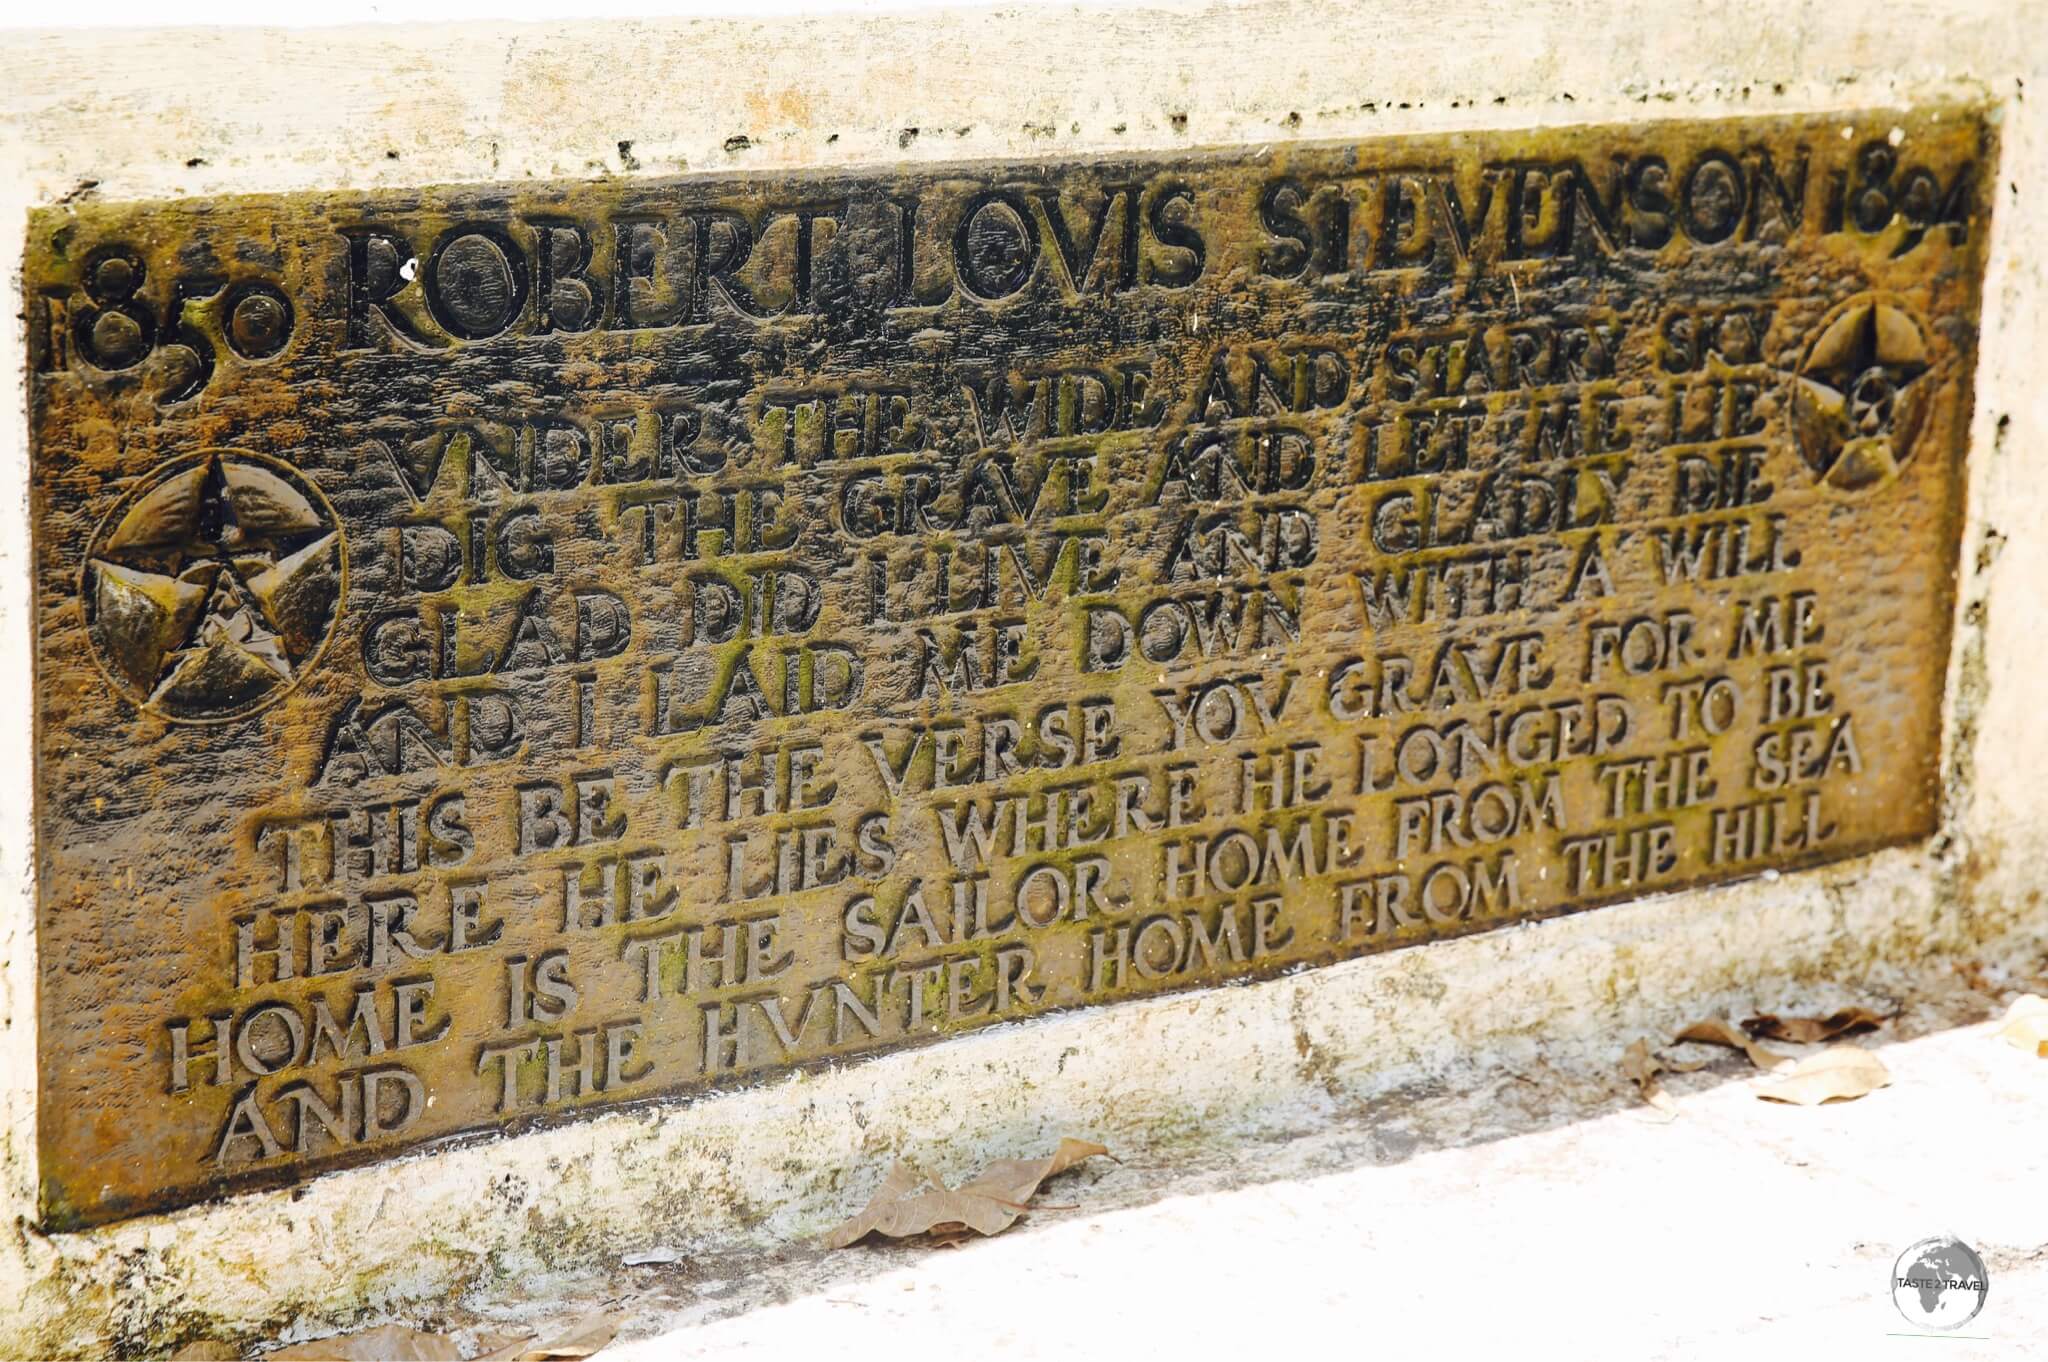 1850 ROBERT LOVIS STEVENSON 1894
VNDER THE WIDE AND STARRY SKY
DIG THE GRAVE AND LET ME LIE
GLAD DID I LIVE AND GLADLY DIE
AND I LAID ME DOWN WITH A WILL
THIS BE THE VERSE YOV GRAVE FOR ME
HERE HE LIES WHERE HE LONGED TO BE
HOME IS THE SAILOR HOME FROM THE SEA
AND THE HVNTER HOME FROM THE HILL
TASTE2TRAVEL